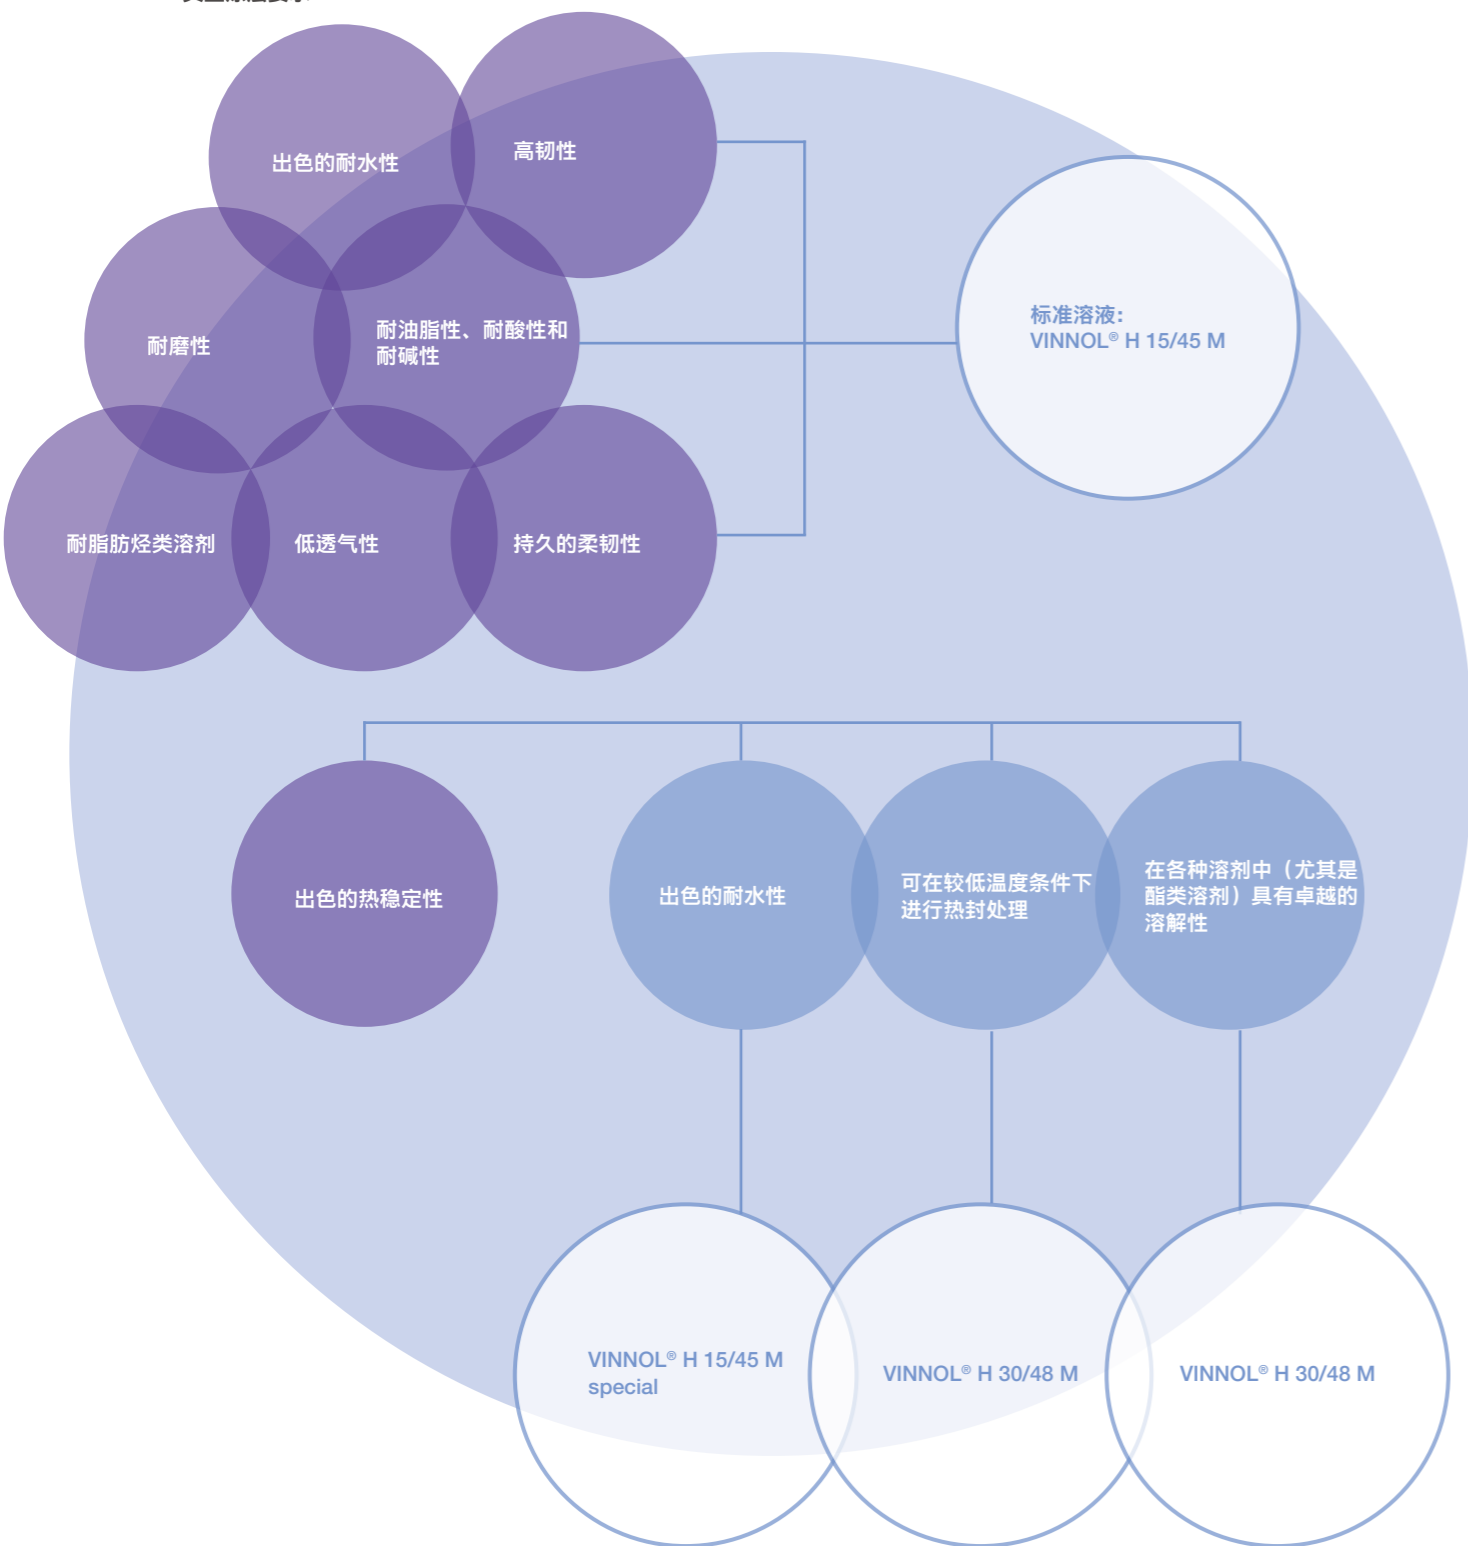 出色的耐水性
高韧性
耐磨性
耐油脂性、耐酸性和
耐碱性
标准溶液:
VINNOL® H 15/45 M
耐脂肪烃类溶剂
低透气性
持久的柔韧性
出色的热稳定性
出色的耐水性
可在较低温度条件下
进行热封处理
在各种溶剂中（尤其是
酯类溶剂）具有卓越的
溶解性
VINNOL® H 15/45 M
special
VINNOL® H 30/48 M
VINNOL® H 30/48 M